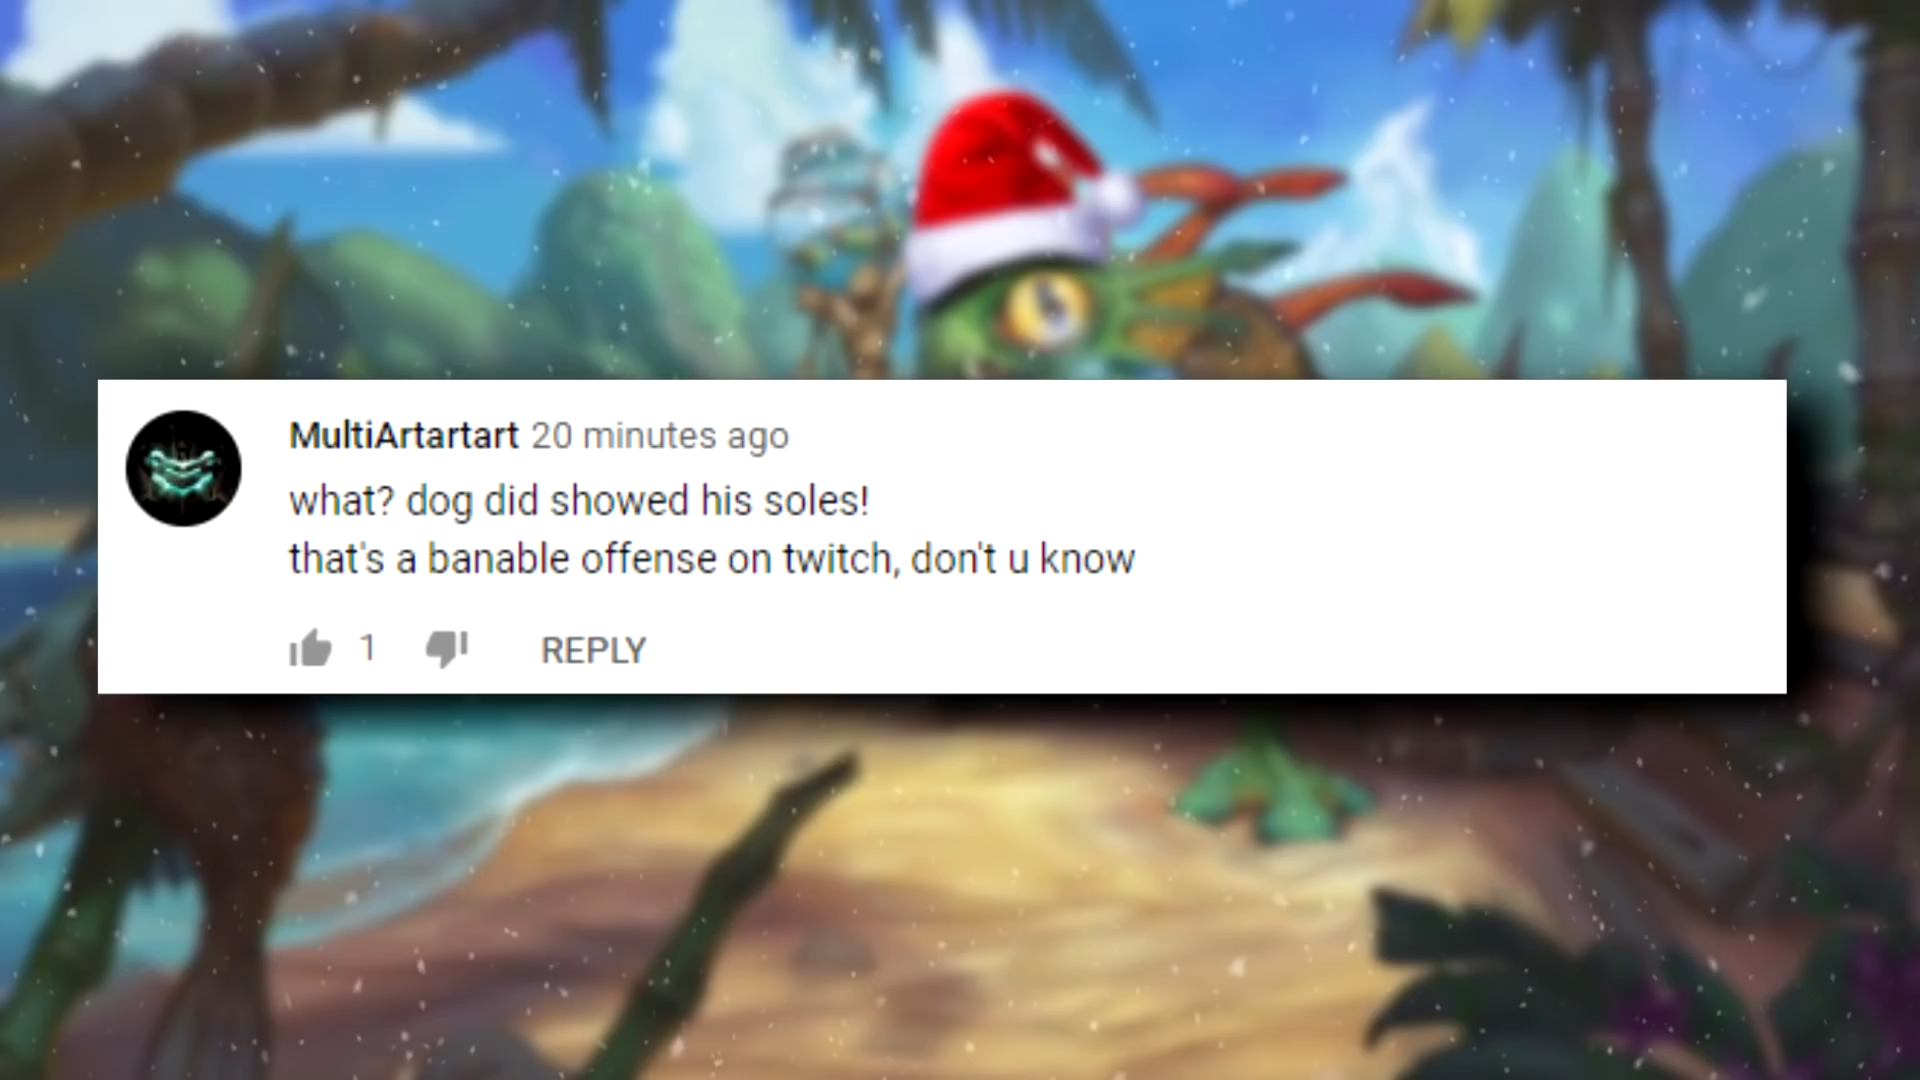 MultiArtartart 20 minutes ago
what? dog did showed his soles!
that's a banable offense on twitch, don't u know
1 REPLY